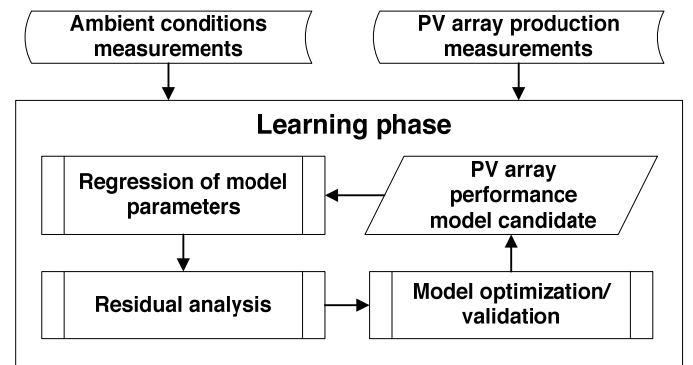 Ambient conditions
measurements
PV array production
measurements
Learning phase
Regression of model
parameters
PV array
performance
model candidate
Residual analysis
Model optimization/
validation